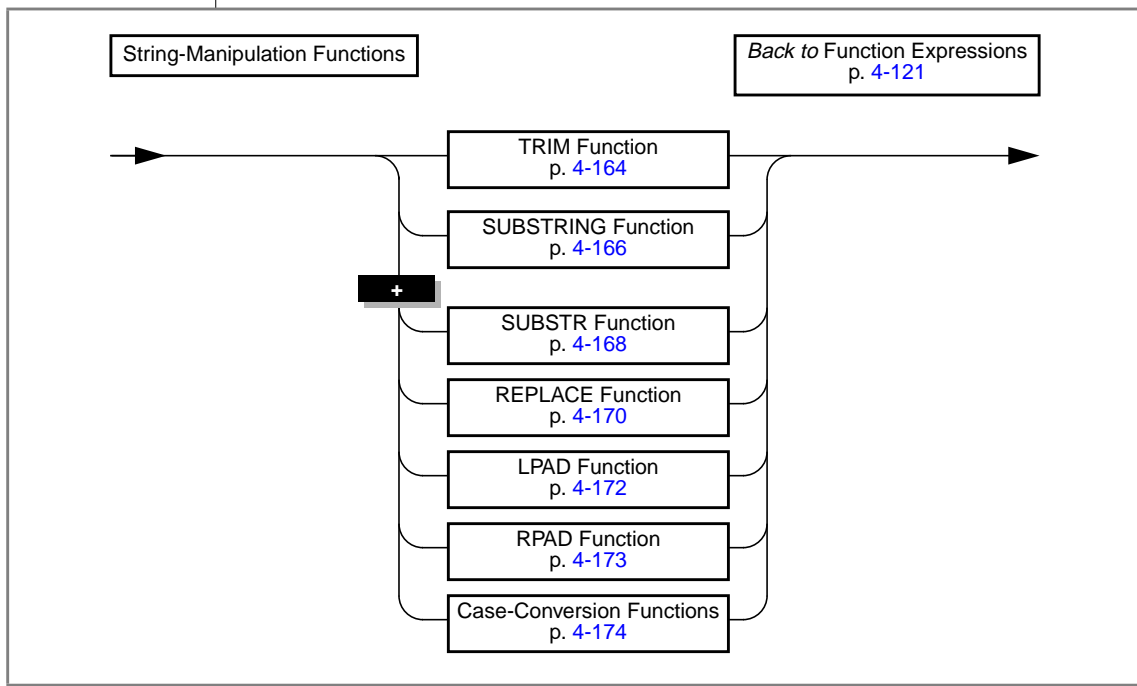 String-Manipulation Functions
Back to Function Expressions
p. 4-121
TRIM Function
p. 4-164
SUBSTRING Function
p. 4-166
+
SUBSTR Function
p. 4-168
REPLACE Function
p. 4-170
LPAD Function
p. 4-172
RPAD Function
p. 4-173
Case-Conversion Functions
p. 4-174